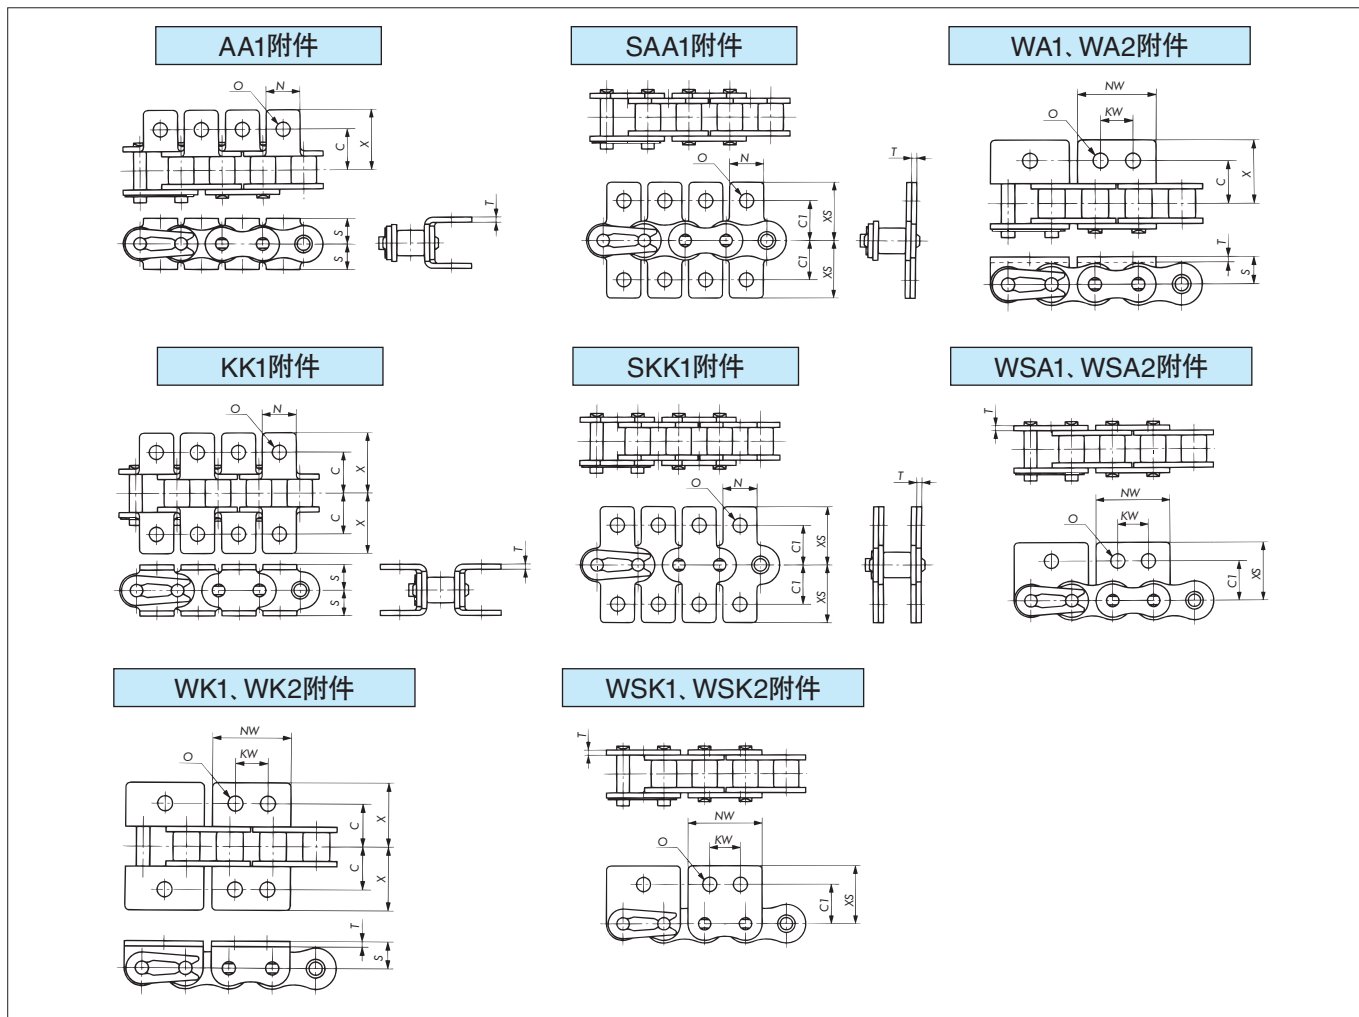 AA1附件
O
N
C
X
S
S
T
SAA1附件
O
N
T
C1
XS
C1
XS
WA1、WA2附件
NW
KW
O
C
X
T
S
KK1附件
O
N
C
X
C
X
S
S
T
SKK1附件
O
N
T
C1
XS
C1
XS
WSA1、WSA2附件
T
NW
KW
O
C1
XS
WK1、WK2附件
NW
KW
O
C
X
C
X
T
S
WSK1、WSK2附件
T
NW
KW
O
C1
XS